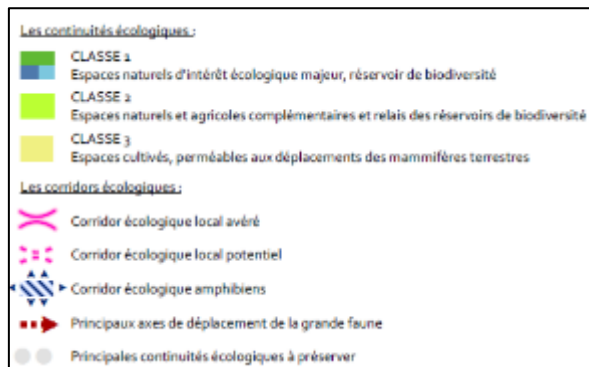 Les continuités écologiques :
CLASSE 1
Espaces naturels d'intérêt écologique majeur, réservoir de biodiversité
CLASSE 2
Espaces naturels et agricoles complémentaires et relais des réservoirs de biodiversité
CLASSE 3
Espaces cultivés, perméables aux déplacements des mammifères terrestres
Les corridors écologiques :
Corridor écologique local avéré
Corridor écologique local potentiel
Corridor écologique amphibiens
Principaux axes de déplacement de la grande faune
Principales continuités écologiques à préserver